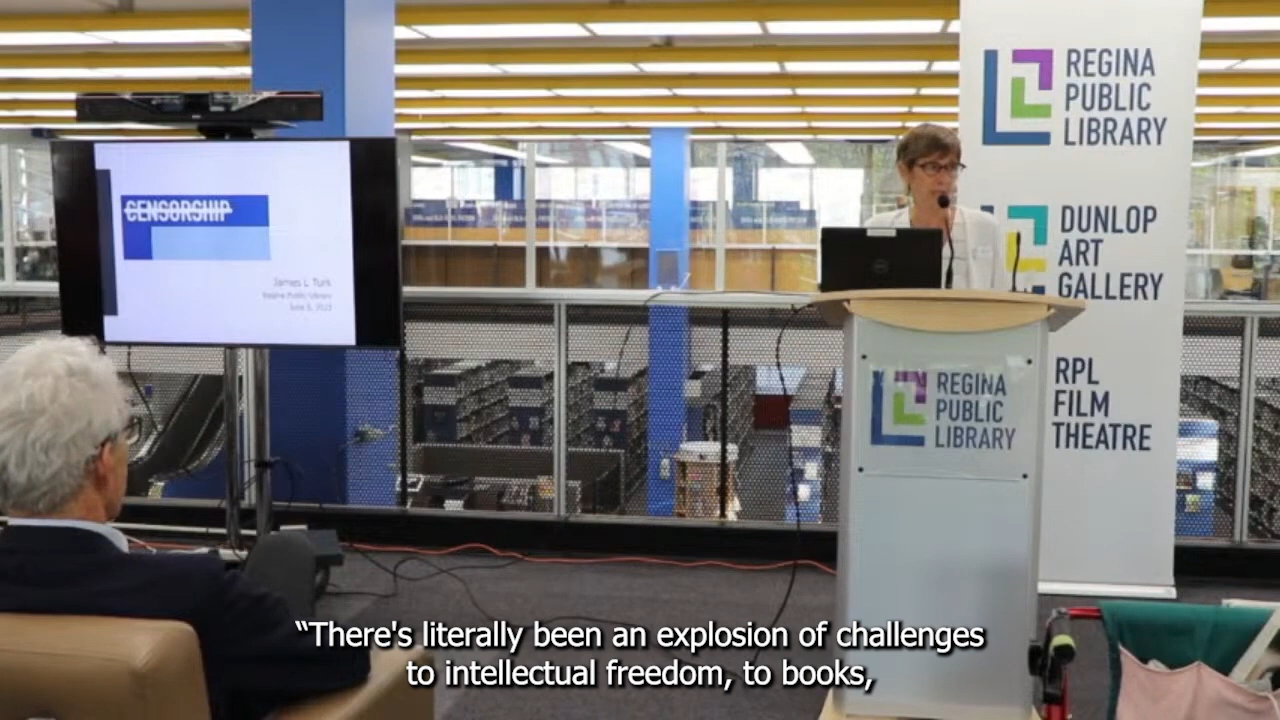 REGINA
PUBLIC
LIBRARY
CENSORSHIP
James L Turk
Regina Public Library
DUNLOP
ART
GALLERY
REGINA
PUBLIC
LIBRARY
RPL
FILM
THEATRE
“There's literally been an explosion of challenges
to intellectual freedom, to books,